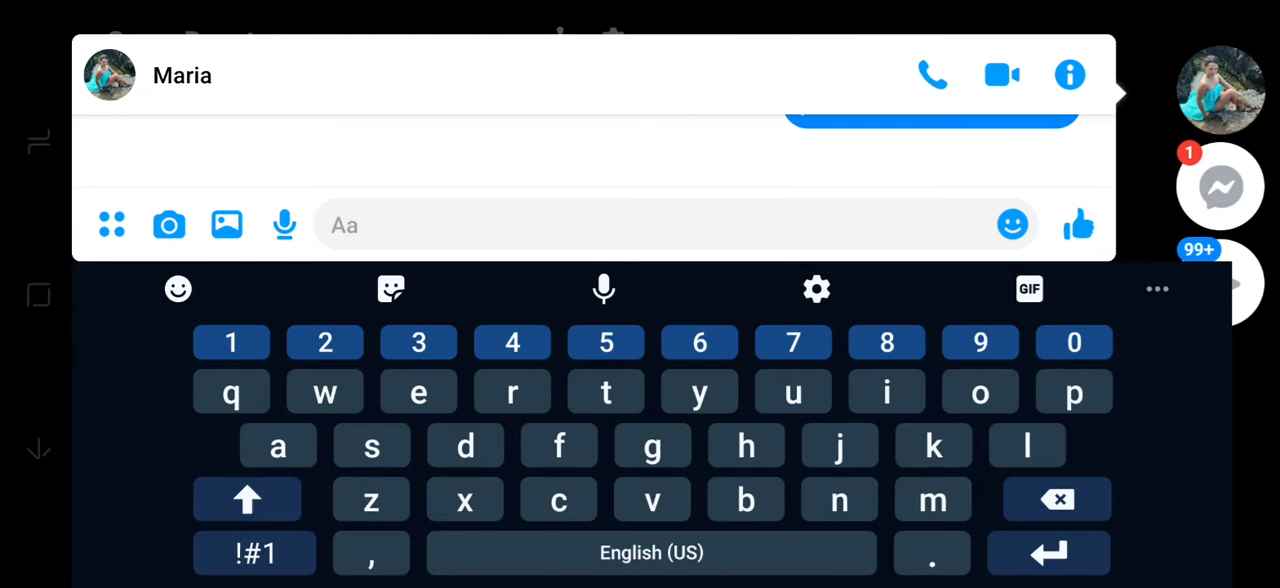 Maria
1
Aa
99+
GIF
1 2 3 4 5 6 7 8 9 0
q w e r t y u i o p
a s d f g h j k l
z x c v b n m
!#1 , English (US) .